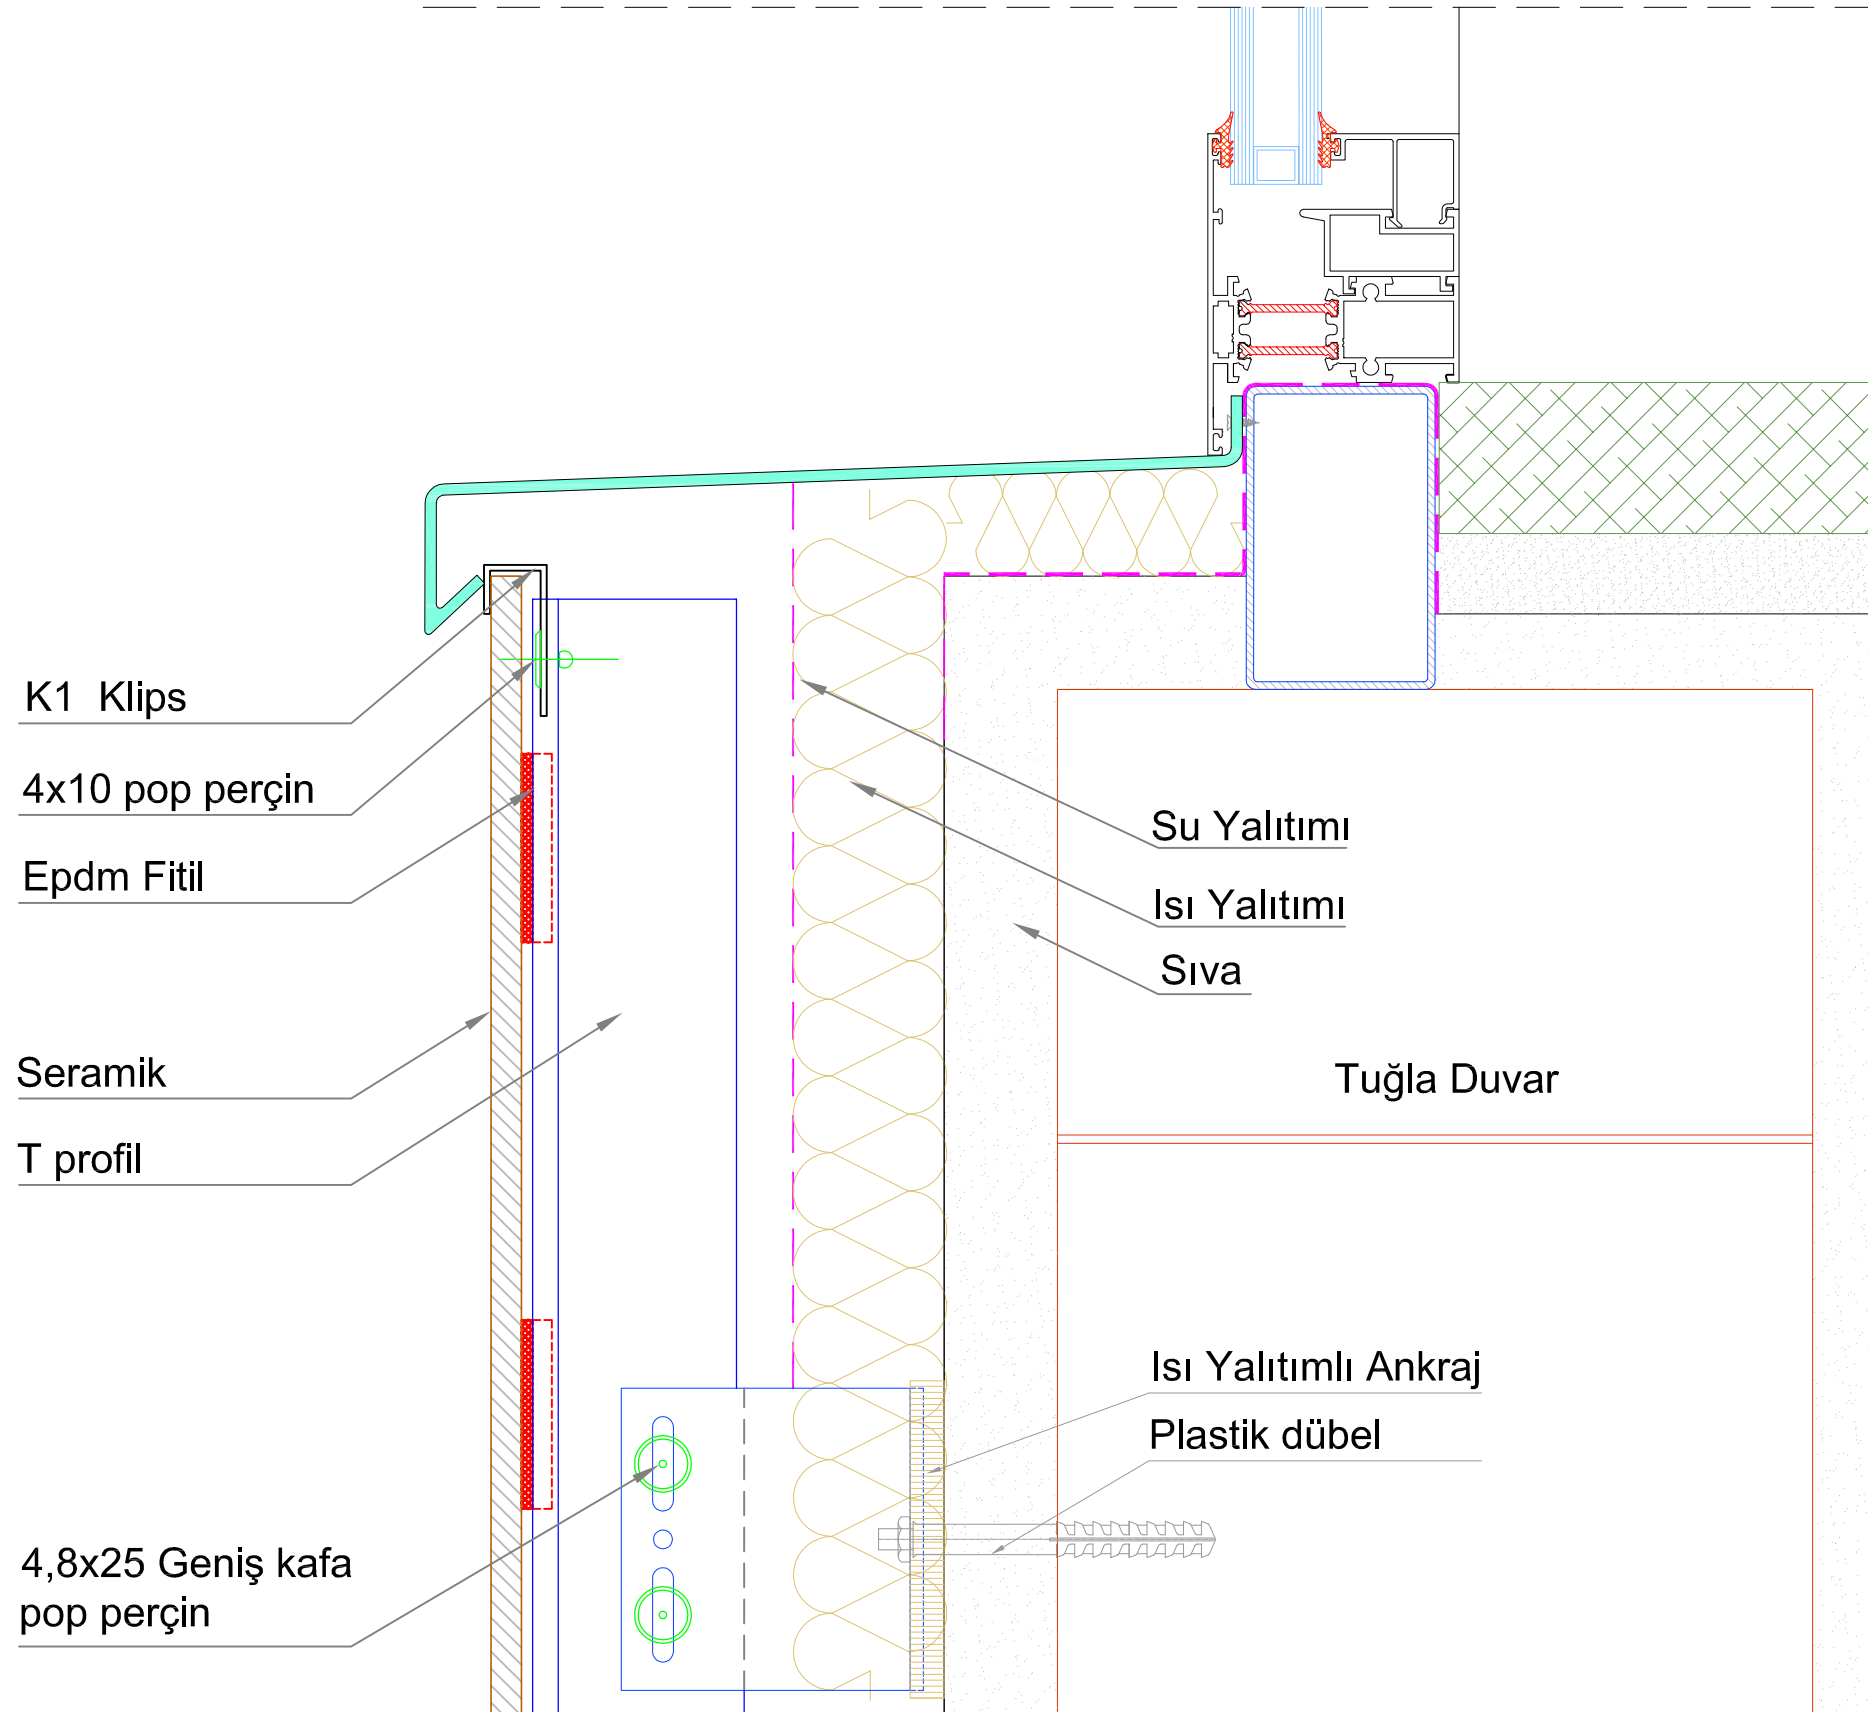 K1 Klips
4x10 pop perçin
Epdm Fitil
Seramik
T profil
4,8x25 Geniş kafa
pop perçin
Su Yalıtımı
Isı Yalıtımı
Sıva
Tuğla Duvar
Isı Yalıtımlı Ankraj
Plastik dübel